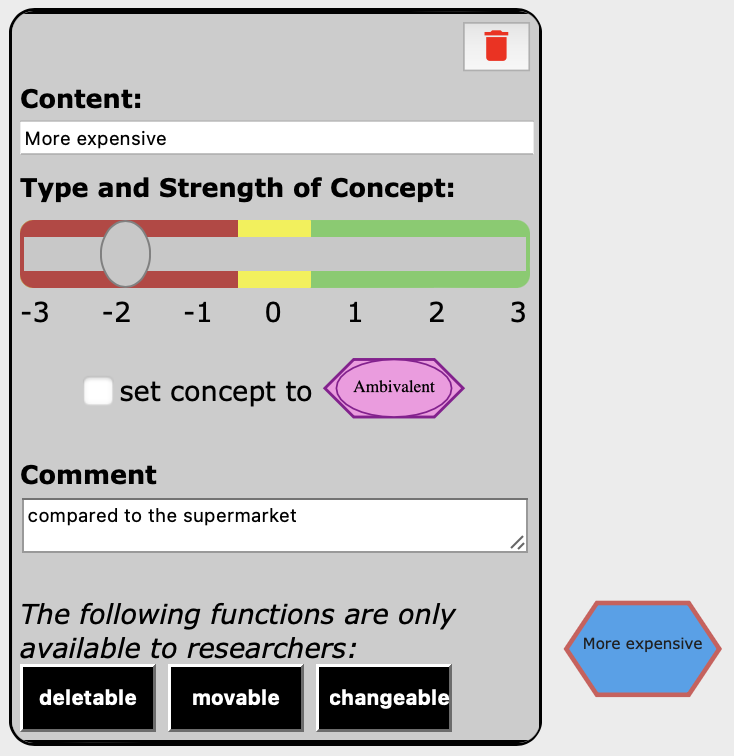 Content:
More expensive
Type and Strength of Concept:
-3 -2 -1 0 1 2 3
set concept to Ambivalent
Comment
compared to the supermarket
The following functions are only
available to researchers:
deletable movable changeable
More expensive